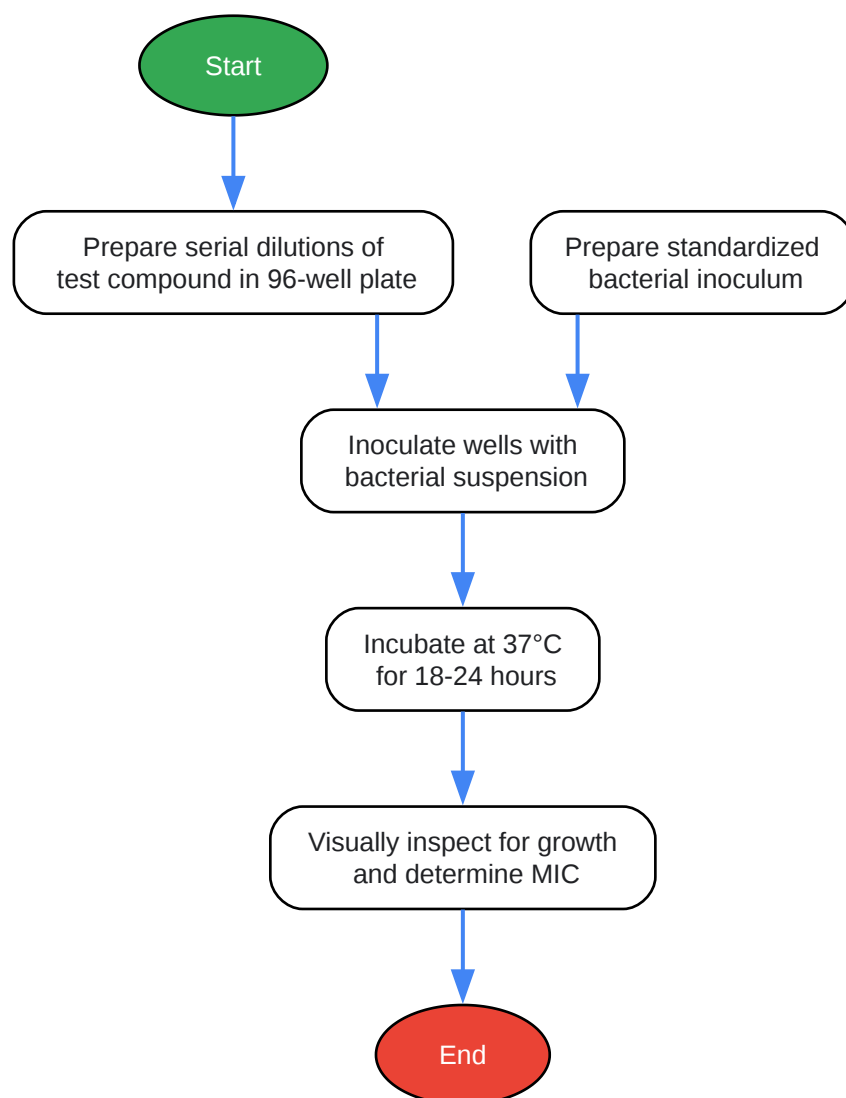 Start
Prepare serial dilutions of
test compound in 96-well plate
Prepare standardized
bacterial inoculum
Inoculate wells with
bacterial suspension
Incubate at 37°C
for 18-24 hours
Visually inspect for growth
and determine MIC
End